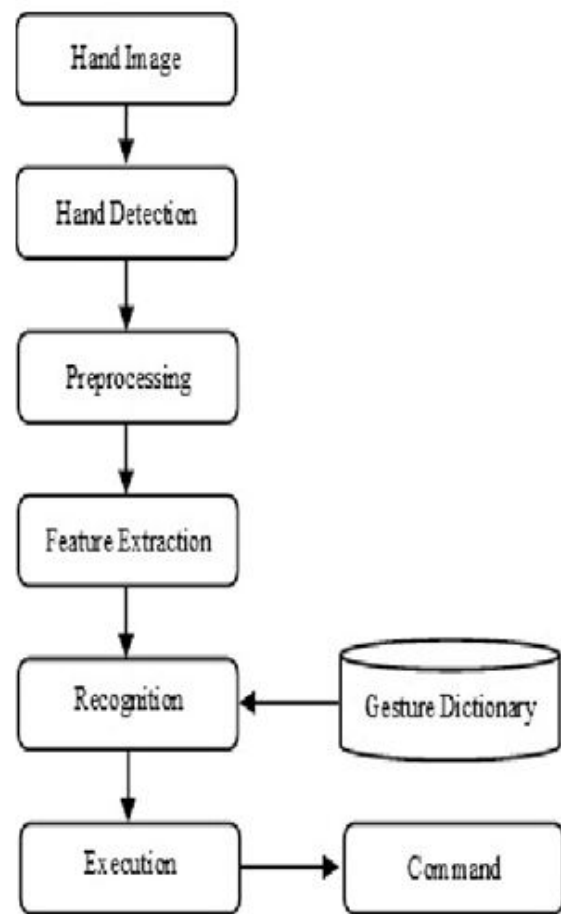 Hand Image
Hand Detection
Preprocessing
Feature Extraction
Recognition
Gesture Dictionary
Execution
Command